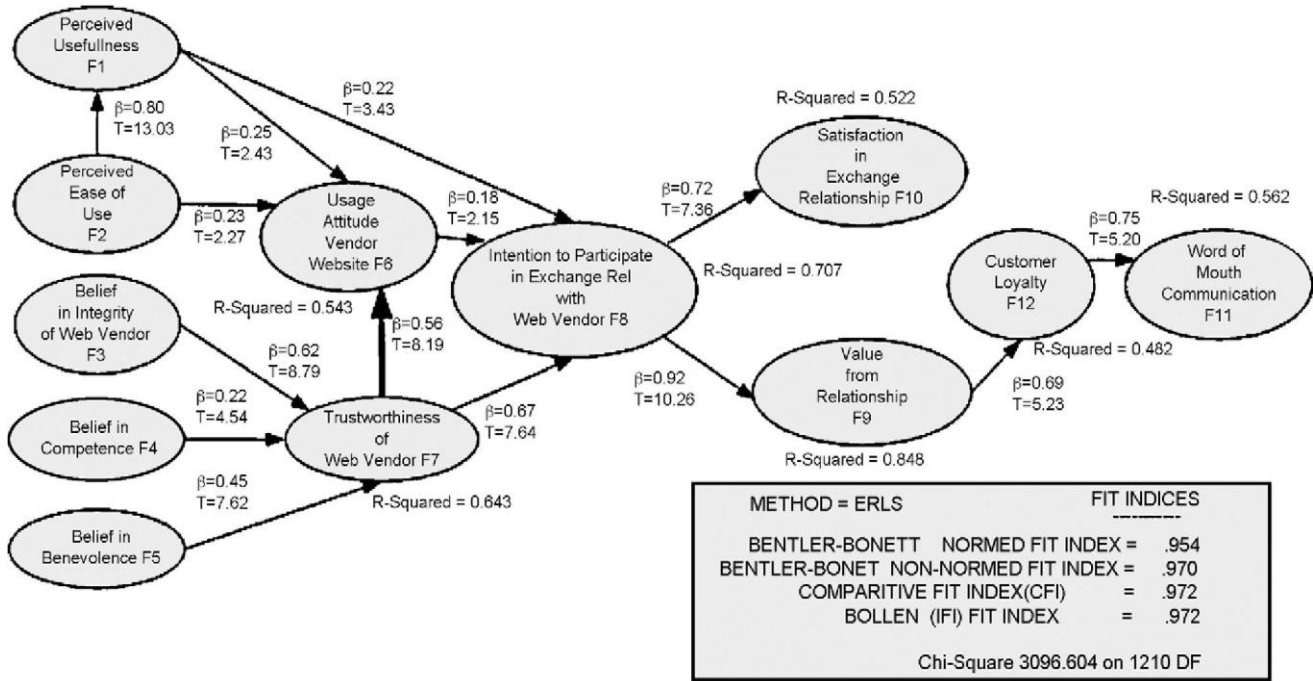 Perceived
Usefullness
F1
β=0.80
T=13.03
β=0.25
T=2.43
β=0.22
T=3.43
Perceived
Ease of
Use
F2
β=0.23
T=2.27
Usage
Attitude
Vendor
Website F6
β=0.18
T=2.15
R-Squared = 0.543
Belief
in Integrity
of Web Vendor
F3
β=0.62
T=8.79
β=0.56
T=8.19
Belief in
Competence F4
β=0.22
T=4.54
Trustworthiness
of
Web Vendor F7
R-Squared = 0.643
β=0.67
T=7.64
Belief in
Benevolence F5
β=0.45
T=7.62
Intention to Participate
in Exchange Rel
with
Web Vendor F8
R-Squared = 0.707
β=0.72
T=7.36
R-Squared = 0.522
Satisfaction
in
Exchange
Relationship F10
β=0.92
T=10.26
Value
from
Relationship
F9
R-Squared = 0.848
β=0.69
T=5.23
Customer
Loyalty
F12
R-Squared = 0.482
β=0.75
T=5.20
R-Squared = 0.562
Word of
Mouth
Communication
F11
METHOD = ERLS FIT INDICES
-----------
BENTLER-BONETT NORMED FIT INDEX = .954
BENTLER-BONET NON-NORMED FIT INDEX = .970
COMPARITIVE FIT INDEX(CFI) = .972
BOLLEN (IFI) FIT INDEX = .972
Chi-Square 3096.604 on 1210 DF